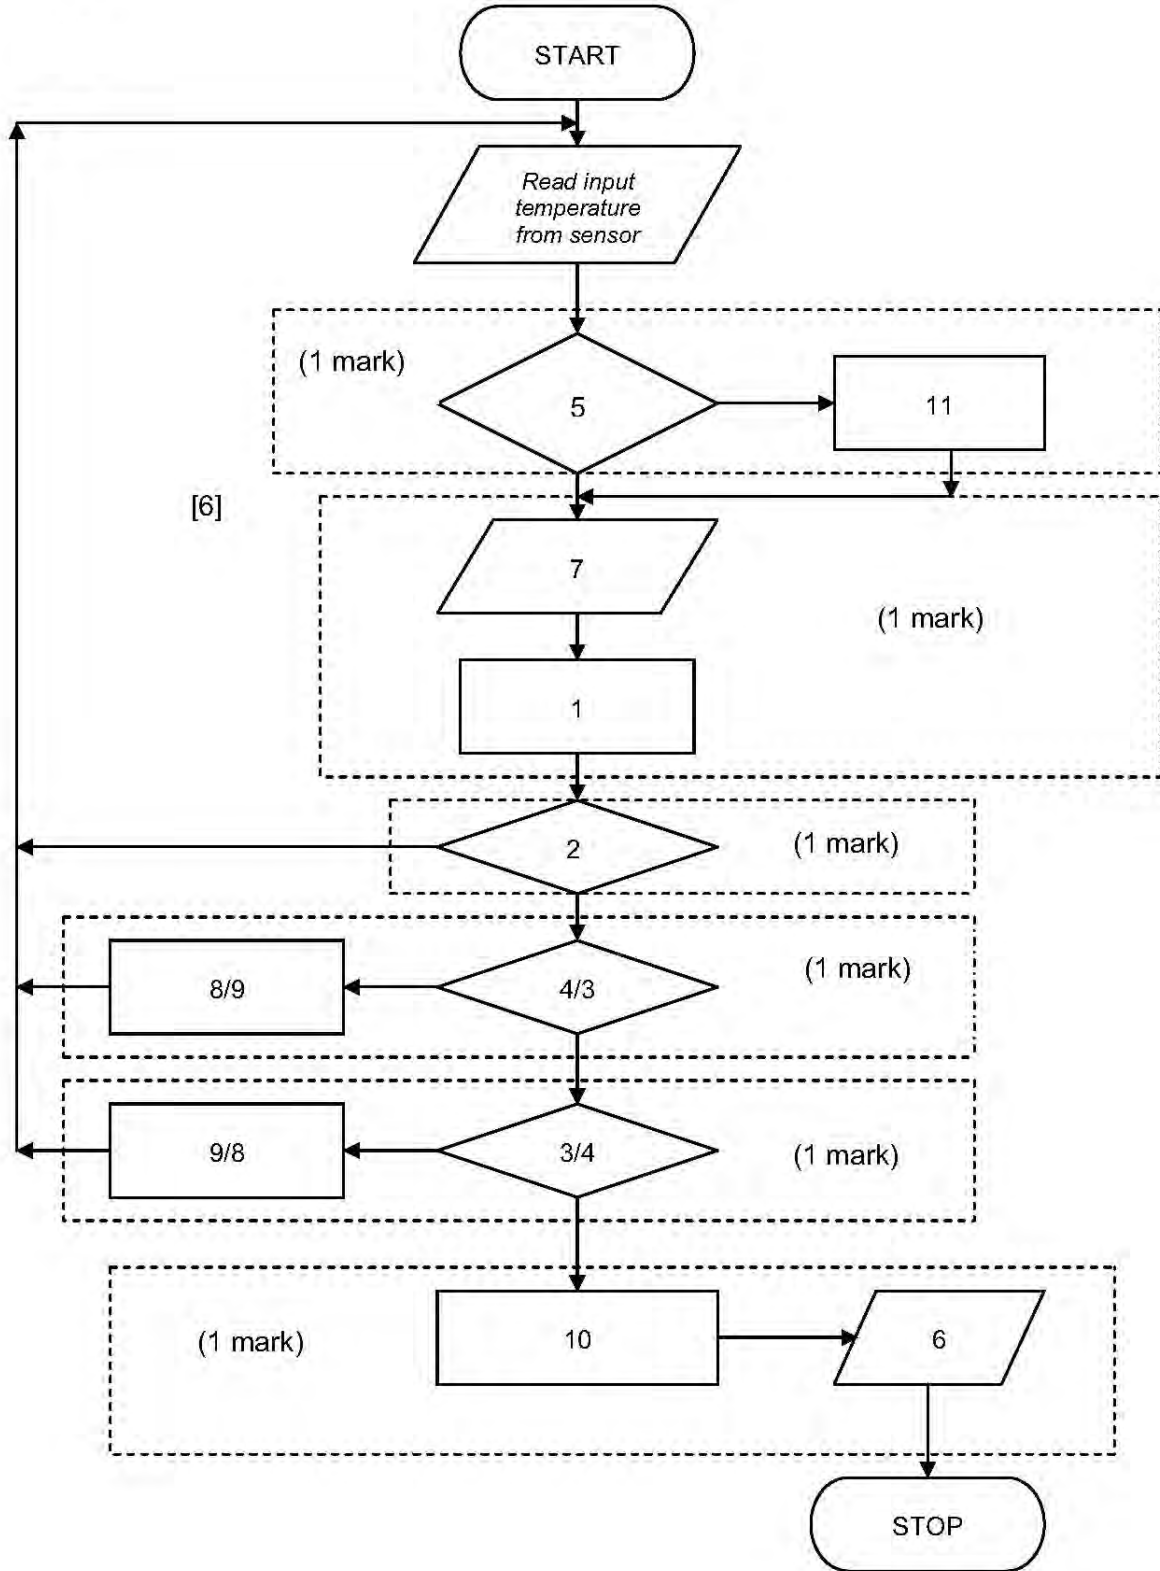 START
Read input
temperature
from sensor
(1 mark)
5
11
[6]
7
(1 mark)
1
2
(1 mark)
8/9
4/3
(1 mark)
9/8
3/4
(1 mark)
(1 mark)
10
6
STOP